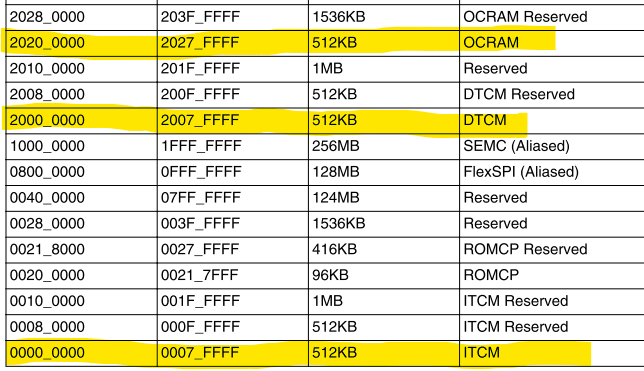 2028_0000 203F_FFFF 1536KB OCRAM Reserved
2020_0000 2027_FFFF 512KB OCRAM
2010_0000 201F_FFFF 1MB Reserved
2008_0000 200F_FFFF 512KB DTCM Reserved
2000_0000 2007_FFFF 512KB DTCM
1000_0000 1FFF_FFFF 256MB SEMC (Aliased)
0800_0000 0FFF_FFFF 128MB FlexSPI (Aliased)
0040_0000 07FF_FFFF 124MB Reserved
0028_0000 003F_FFFF 1536KB Reserved
0021_8000 0027_FFFF 416KB ROMCP Reserved
0020_0000 0021_7FFF 96KB ROMCP
0010_0000 001F_FFFF 1MB ITCM Reserved
0008_0000 000F_FFFF 512KB ITCM Reserved
0000_0000 0007_FFFF 512KB ITCM